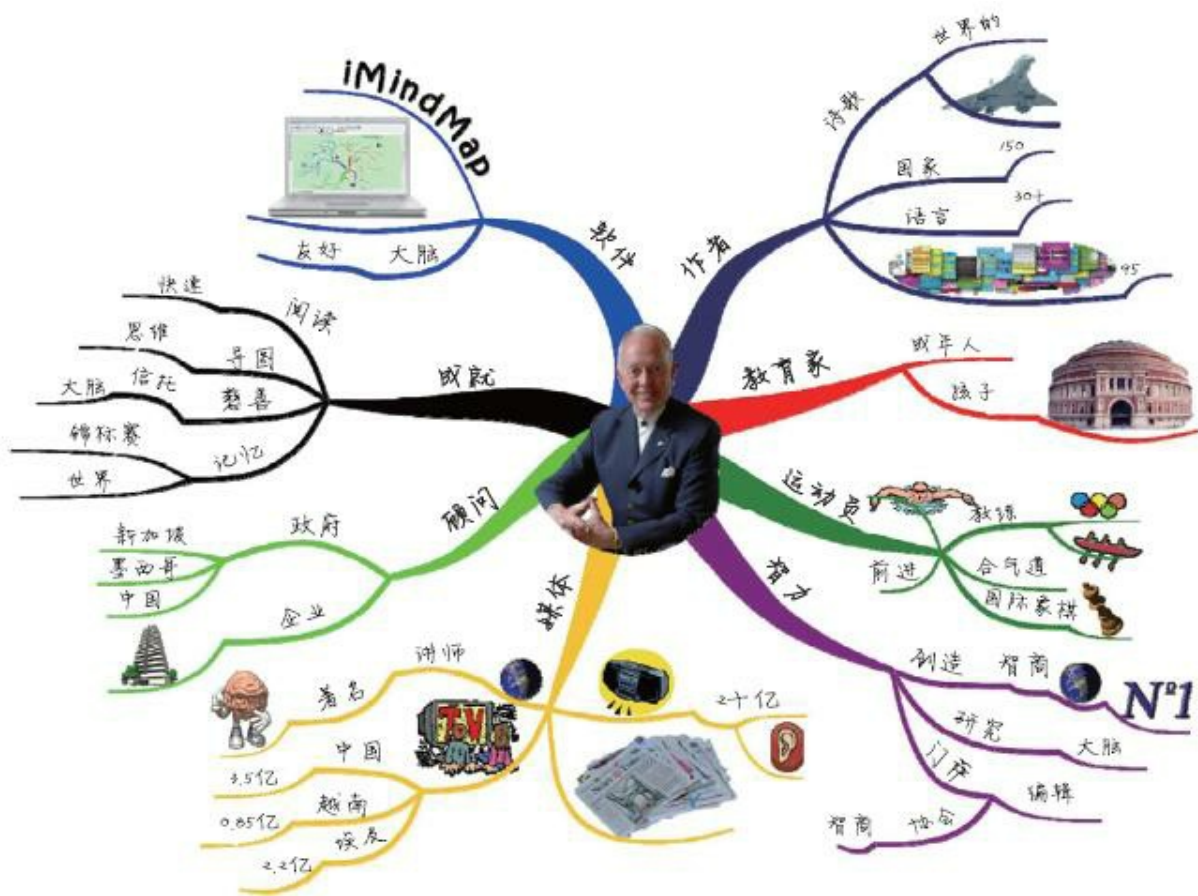 iMindMap
软件
友好 大脑
作者
诗歌
世界的
国家
150
语言
30+
95
教育家
成年人
孩子
运动员
教练
前进
合气道
国际象棋
智力
创造 智商
Nº1
研究
大脑
门萨
编辑
智商 协会
媒体
讲师
著名
2十亿
中国
3.5亿
越南
0.85亿
埃及
2.2亿
顾问
政府
新加坡
墨西哥
中国
企业
成就
阅读
快速
导图
思维
慈善
信托
大脑
记忆
锦标赛
世界